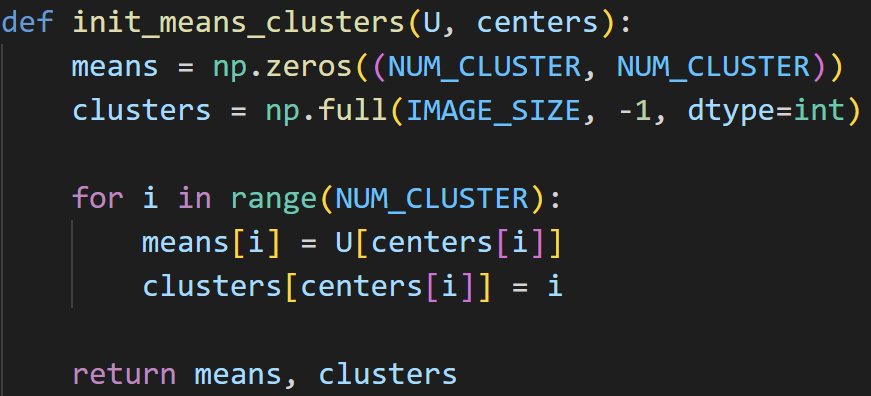 def init_means_clusters(U, centers):
    means = np.zeros((NUM_CLUSTER, NUM_CLUSTER))
    clusters = np.full(IMAGE_SIZE, -1, dtype=int)
    for i in range(NUM_CLUSTER):
        means[i] = U[centers[i]]
        clusters[centers[i]] = i
    return means, clusters